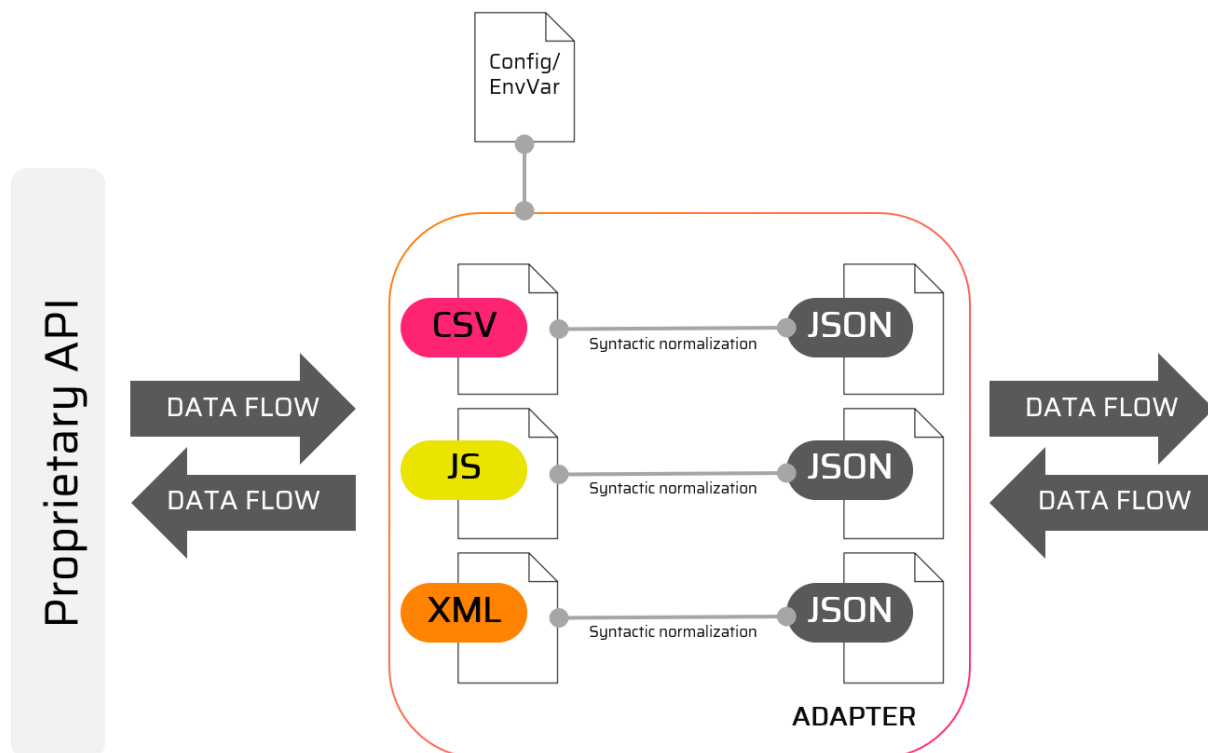 Config/
EnvVar
Proprietary API
DATA FLOW
DATA FLOW
CSV
Syntactic normalization
JSON
JS
Syntactic normalization
JSON
XML
Syntactic normalization
JSON
ADAPTER
DATA FLOW
DATA FLOW